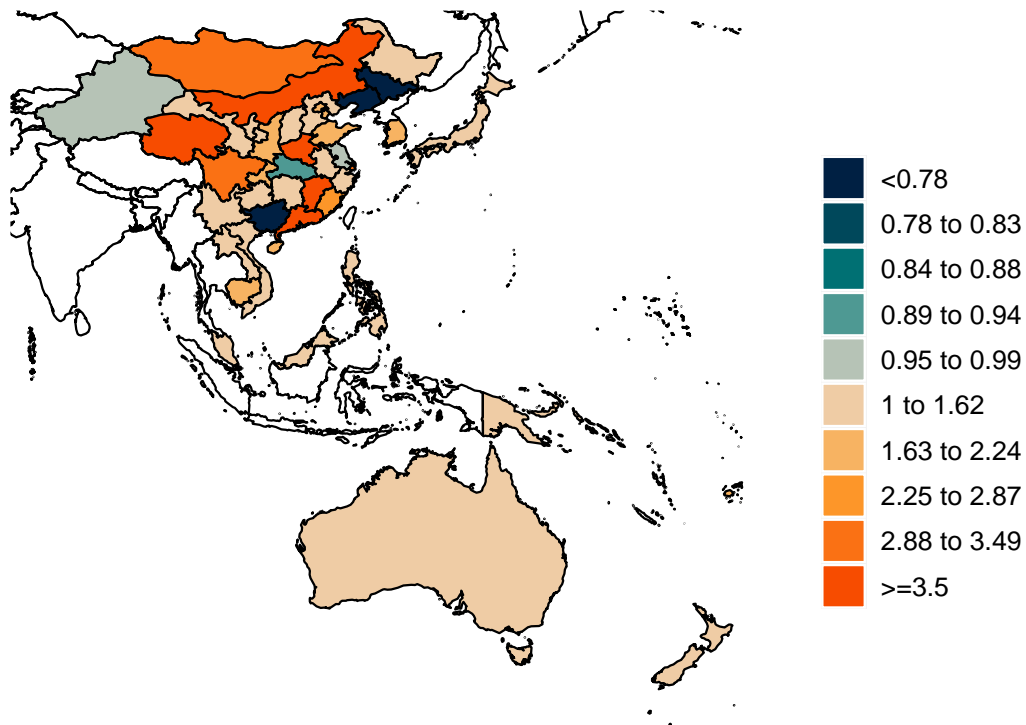 <0.78
0.78 to 0.83
0.84 to 0.88
0.89 to 0.94
0.95 to 0.99
1 to 1.62
1.63 to 2.24
2.25 to 2.87
2.88 to 3.49
>=3.5